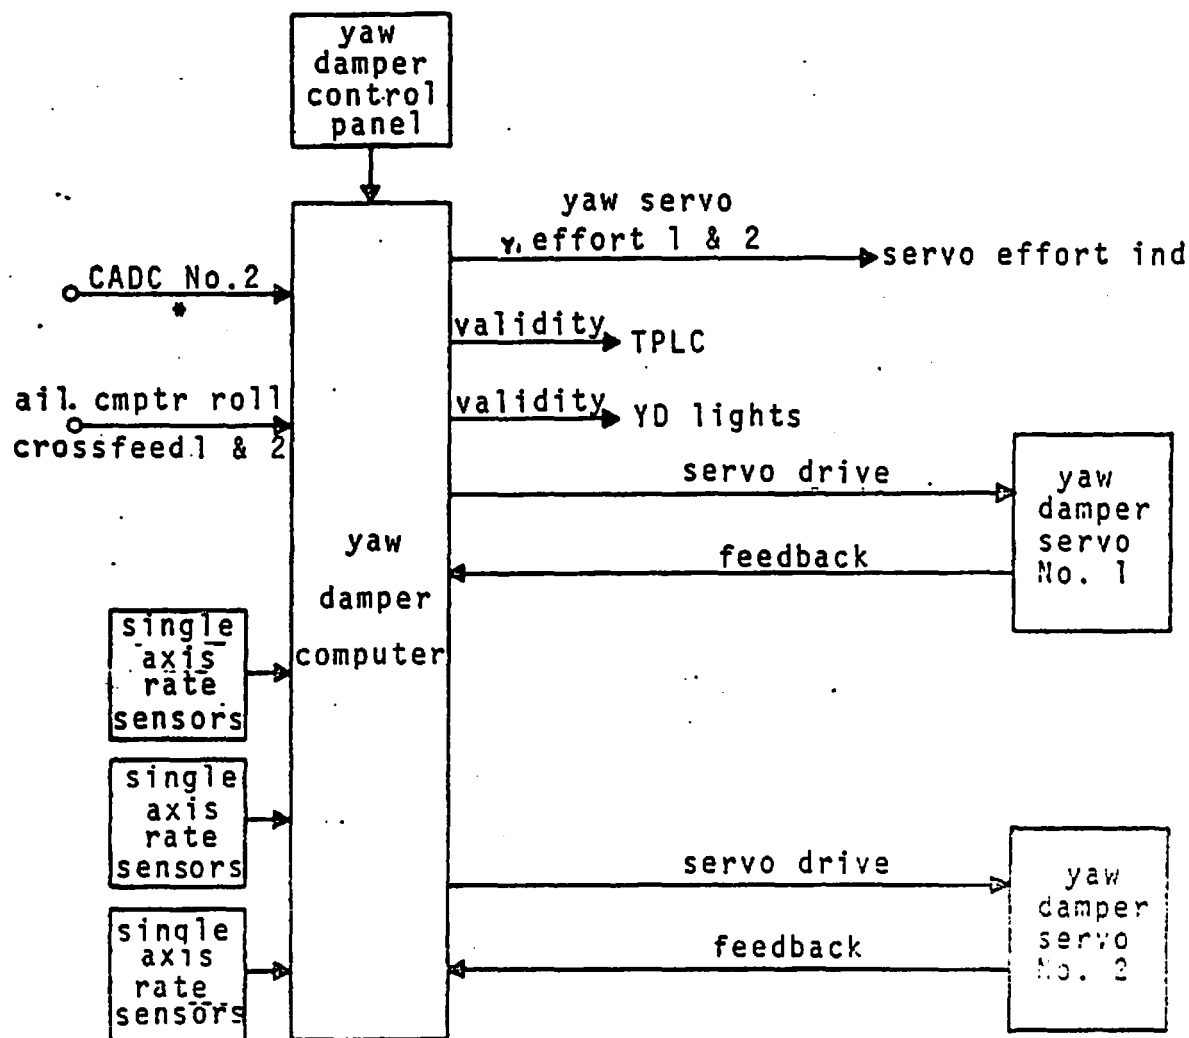 yaw
damper
control
panel
yaw servo
effort 1 & 2
servo effort ind
CADC No.2
*
validity
TPLC
ail. cmptr roll
crossfeed 1 & 2
validity
YD lights
servo drive
feedback
yaw
damper
servo
No. 1
yaw
damper
computer
single
axis
rate
sensors
single
axis
rate
sensors
single
axis
rate
sensors
servo drive
feedback
yaw
damper
servo
No. 2